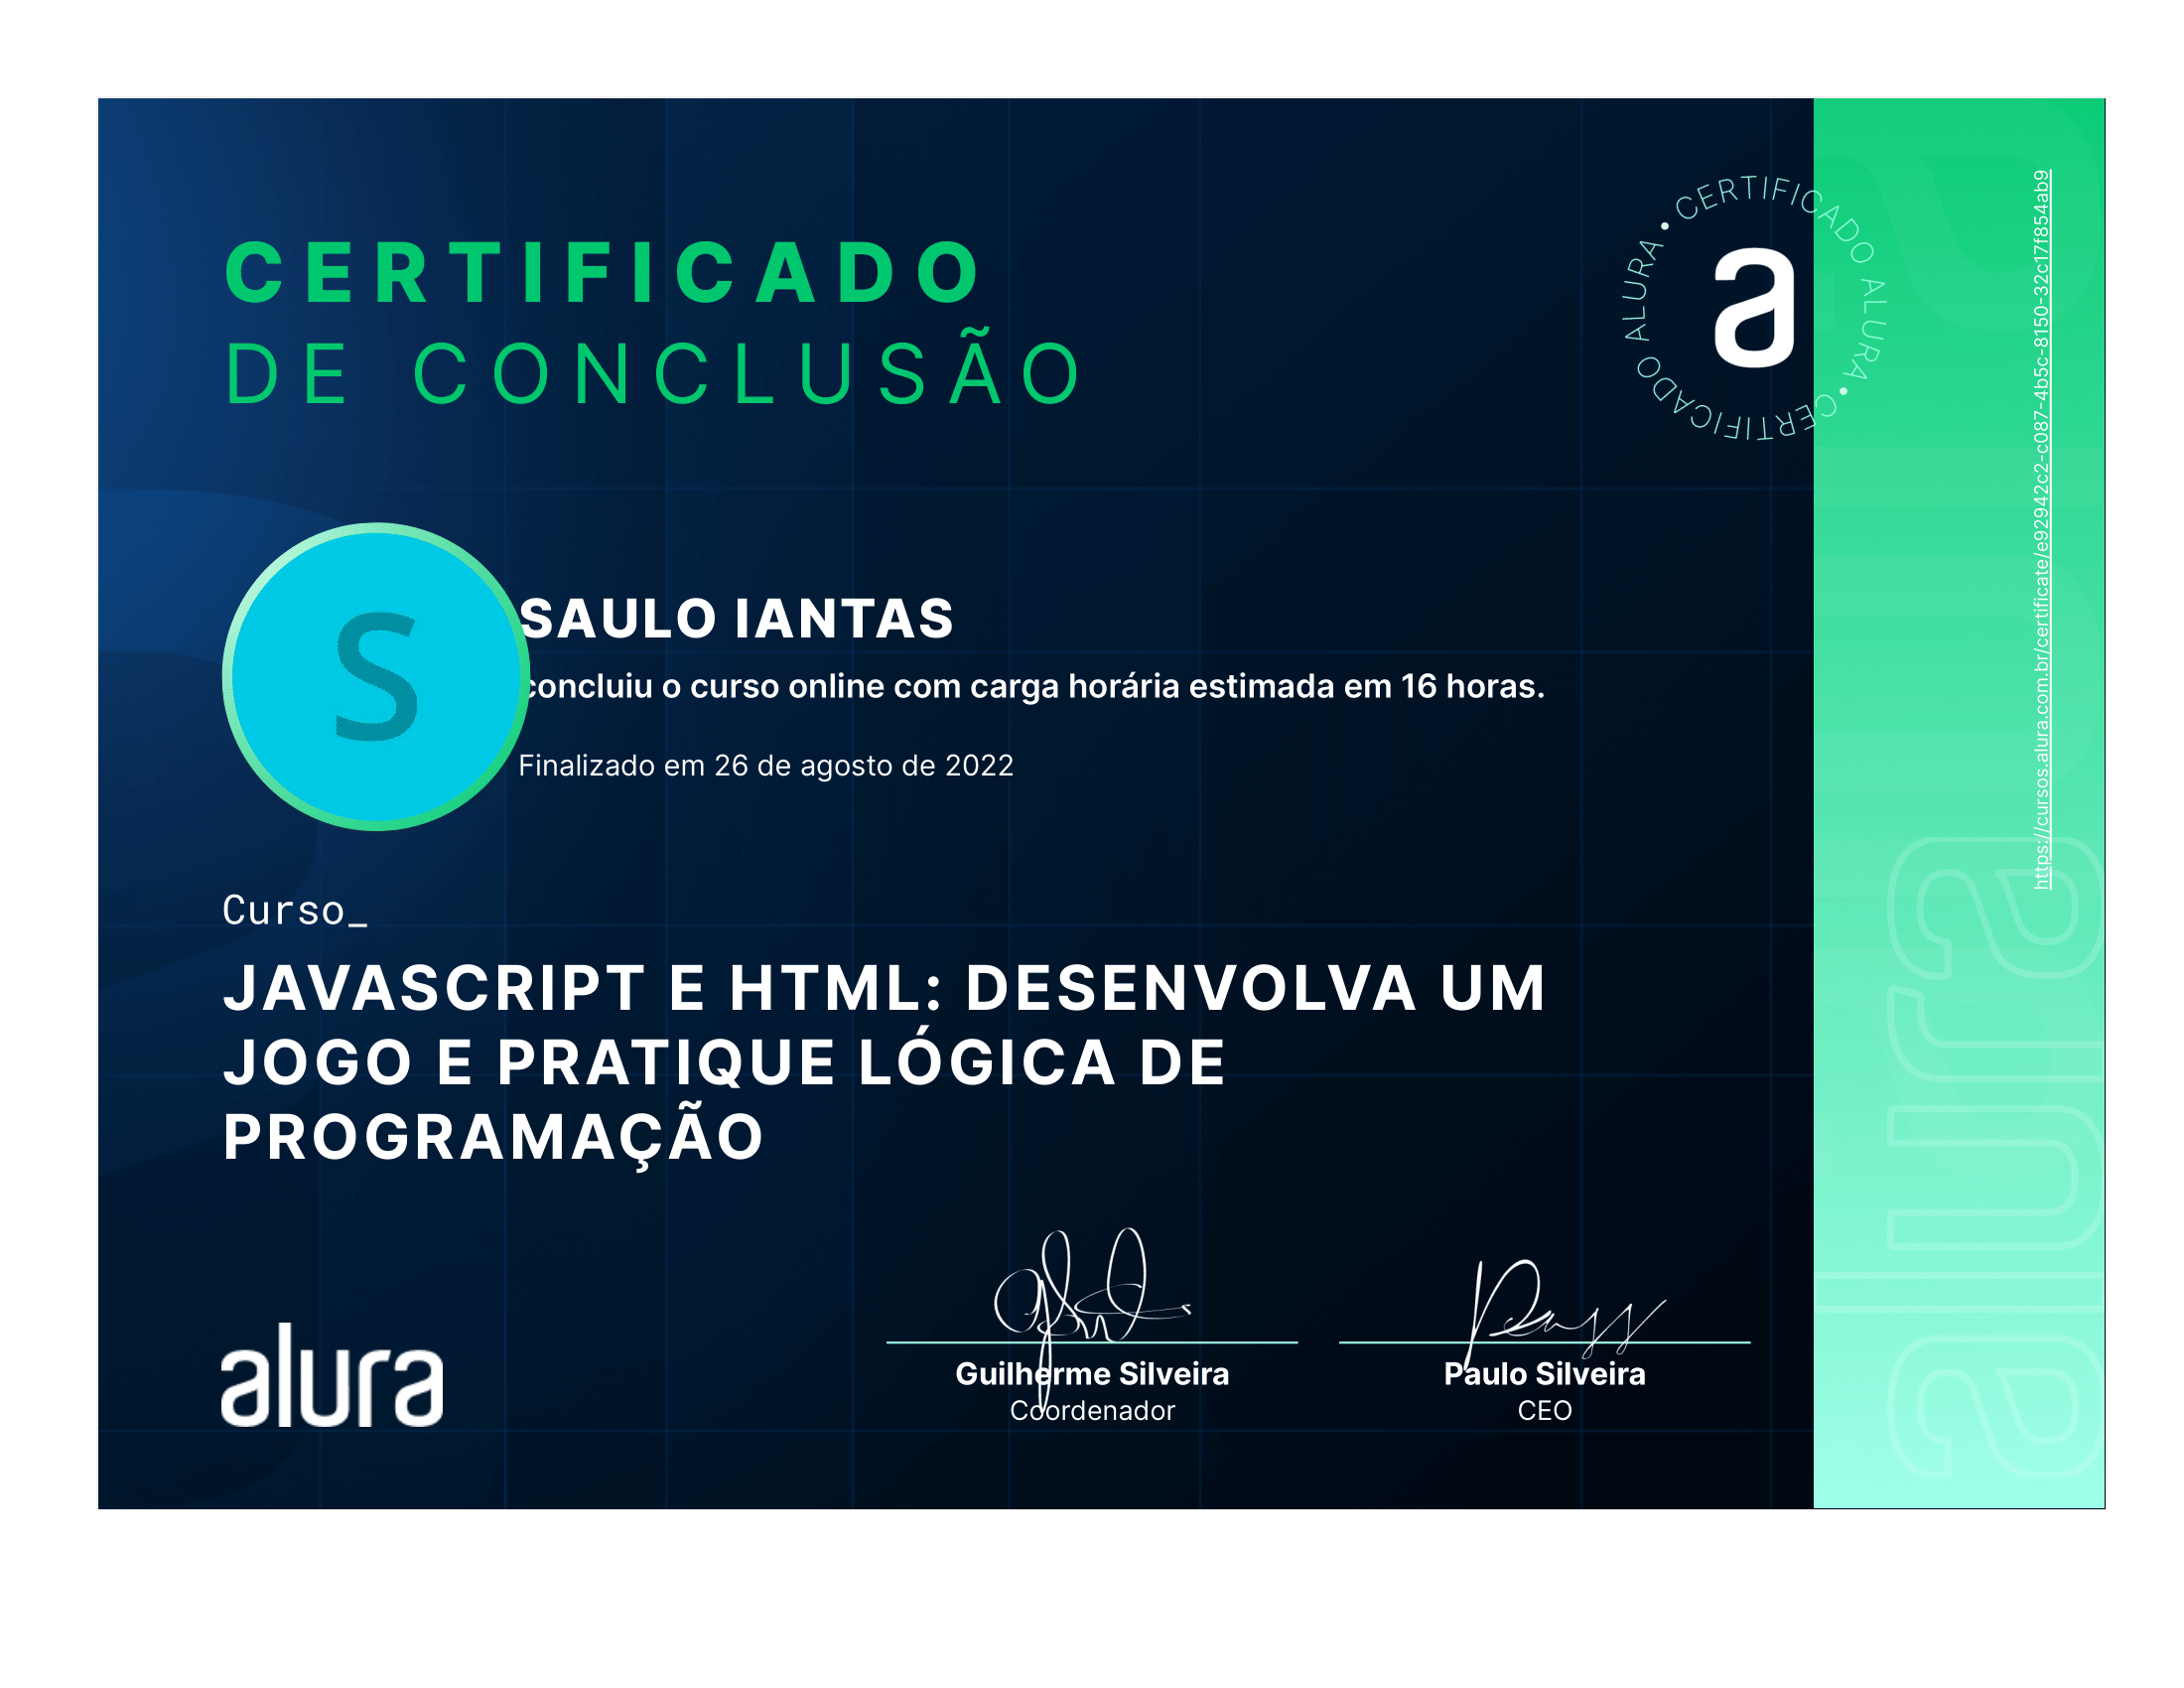 CERTIFICADO
DE CONCLUSÃO
a
• CERTIFICADO ALURA • CERTIFICADO ALURA
https://cursos.alura.com.br/certificate/e92942c2-c087-4b5c-8150-32c17f854ab9
S
SAULO IANTAS
concluiu o curso online com carga horária estimada em 16 horas.
Finalizado em 26 de agosto de 2022
Curso_
JAVASCRIPT E HTML: DESENVOLVA UM
JOGO E PRATIQUE LÓGICA DE
PROGRAMAÇÃO
alura
Guilherme Silveira
Coordenador
Paulo Silveira
CEO
alura